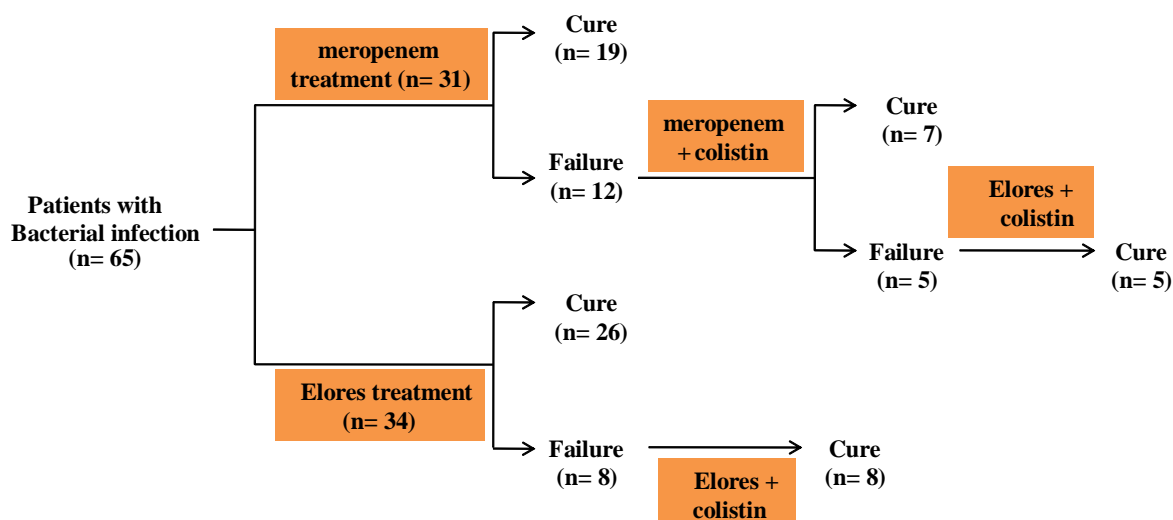 Patients with
Bacterial infection
(n= 65)
meropenem
treatment (n= 31)
Cure
(n= 19)
Failure
(n= 12)
meropenem
+ colistin
Cure
(n= 7)
Failure
(n= 5)
Elores +
colistin
Cure
(n= 5)
Elores treatment
(n= 34)
Cure
(n= 26)
Failure
(n= 8)
Elores +
colistin
Cure
(n= 8)